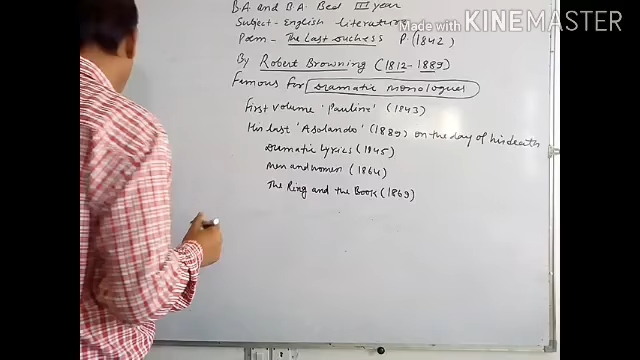 B.A and B.A. Bed III year
Subject - English literature
Made with KINEMASTER
Poem - The Last Duchess P. (1842)
By Robert Browning (1812-1889)
Famous for Dramatic monologues
First volume 'Pauline' (1843)
His last 'Asolando' (1889) on the day of his death
Dramatic Lyrics (1845)
Men and women (1864)
The Ring and the Book (1869)